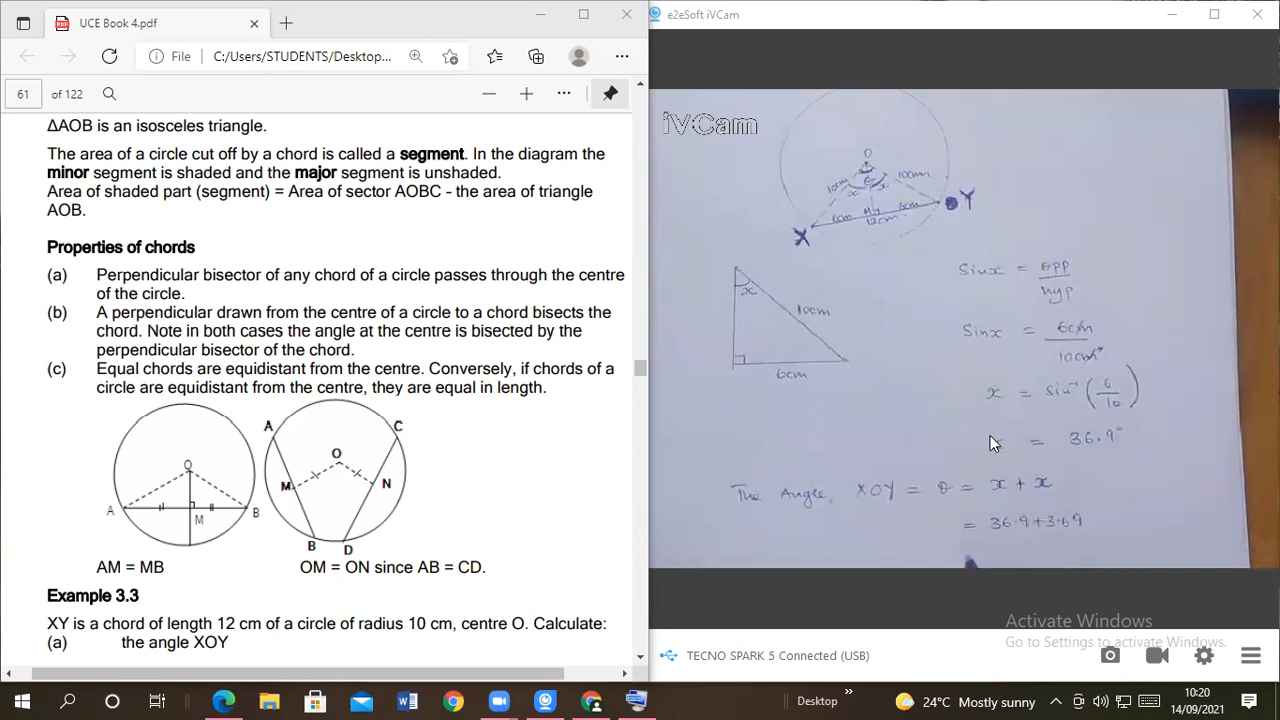 UCE Book 4.pdf
File
C:/Users/STUDENTS/Desktop...
61
of 122
ΔAOB is an isosceles triangle.
The area of a circle cut off by a chord is called a segment. In the diagram the
minor segment is shaded and the major segment is unshaded.
Area of shaded part (segment) = Area of sector AOBC - the area of triangle
AOB.
Properties of chords
(a) Perpendicular bisector of any chord of a circle passes through the centre
of the circle.
(b) A perpendicular drawn from the centre of a circle to a chord bisects the
chord. Note in both cases the angle at the centre is bisected by the
perpendicular bisector of the chord.
(c) Equal chords are equidistant from the centre. Conversely, if chords of a
circle are equidistant from the centre, they are equal in length.
O
A
B
M
A
C
O
M
N
B
D
AM = MB
OM = ON since AB = CD.
Example 3.3
XY is a chord of length 12 cm of a circle of radius 10 cm, centre O. Calculate:
(a) the angle XOY
e2eSoft iVCam
iVCam
O
10cm
θ
10cm
x
x
M
6cm
6cm
12cm
X
Y
x
10cm
6cm
Sinx = opp
hyp
Sinx = 6cm
10cm
x = sin⁻¹ (6/10)
= 36.9°
The Angle, XOY = θ = x + x
= 36.9+3.69
Activate Windows
Go to Settings to activate Windows.
TECNO SPARK 5 Connected (USB)
Desktop
24°C Mostly sunny
10:20
14/09/2021